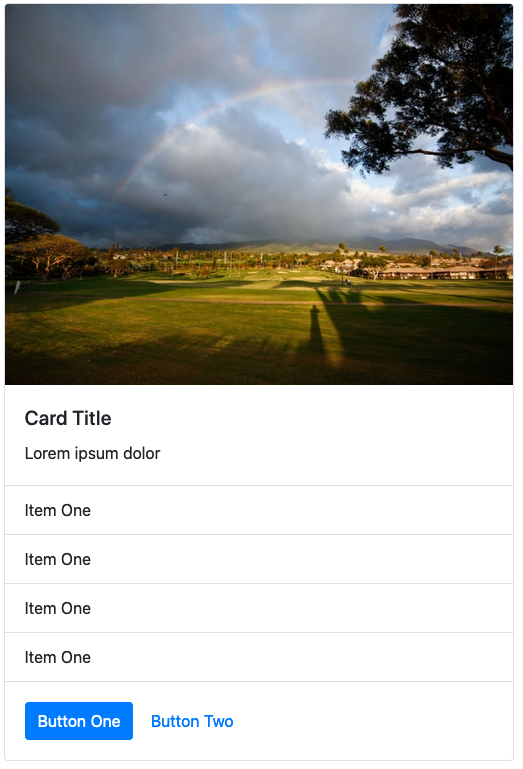 Card Title
Lorem ipsum dolor
Item One
Item One
Item One
Item One
Button One
Button Two